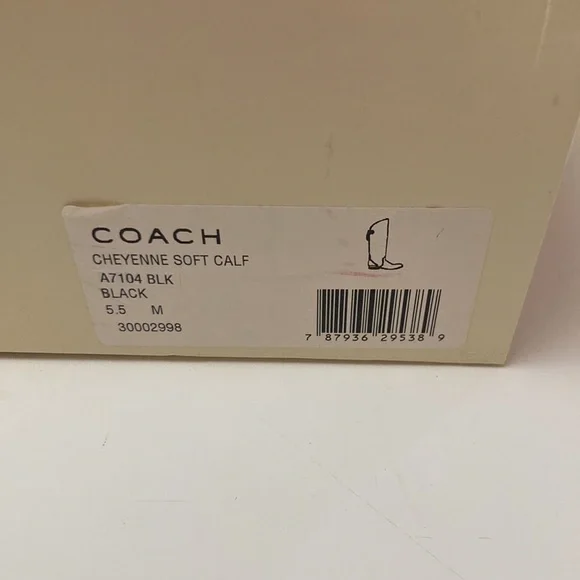 COACH
CHEYENNE SOFT CALF
A7104 BLK
BLACK
5.5 M
30002998
7 87936 29538 9